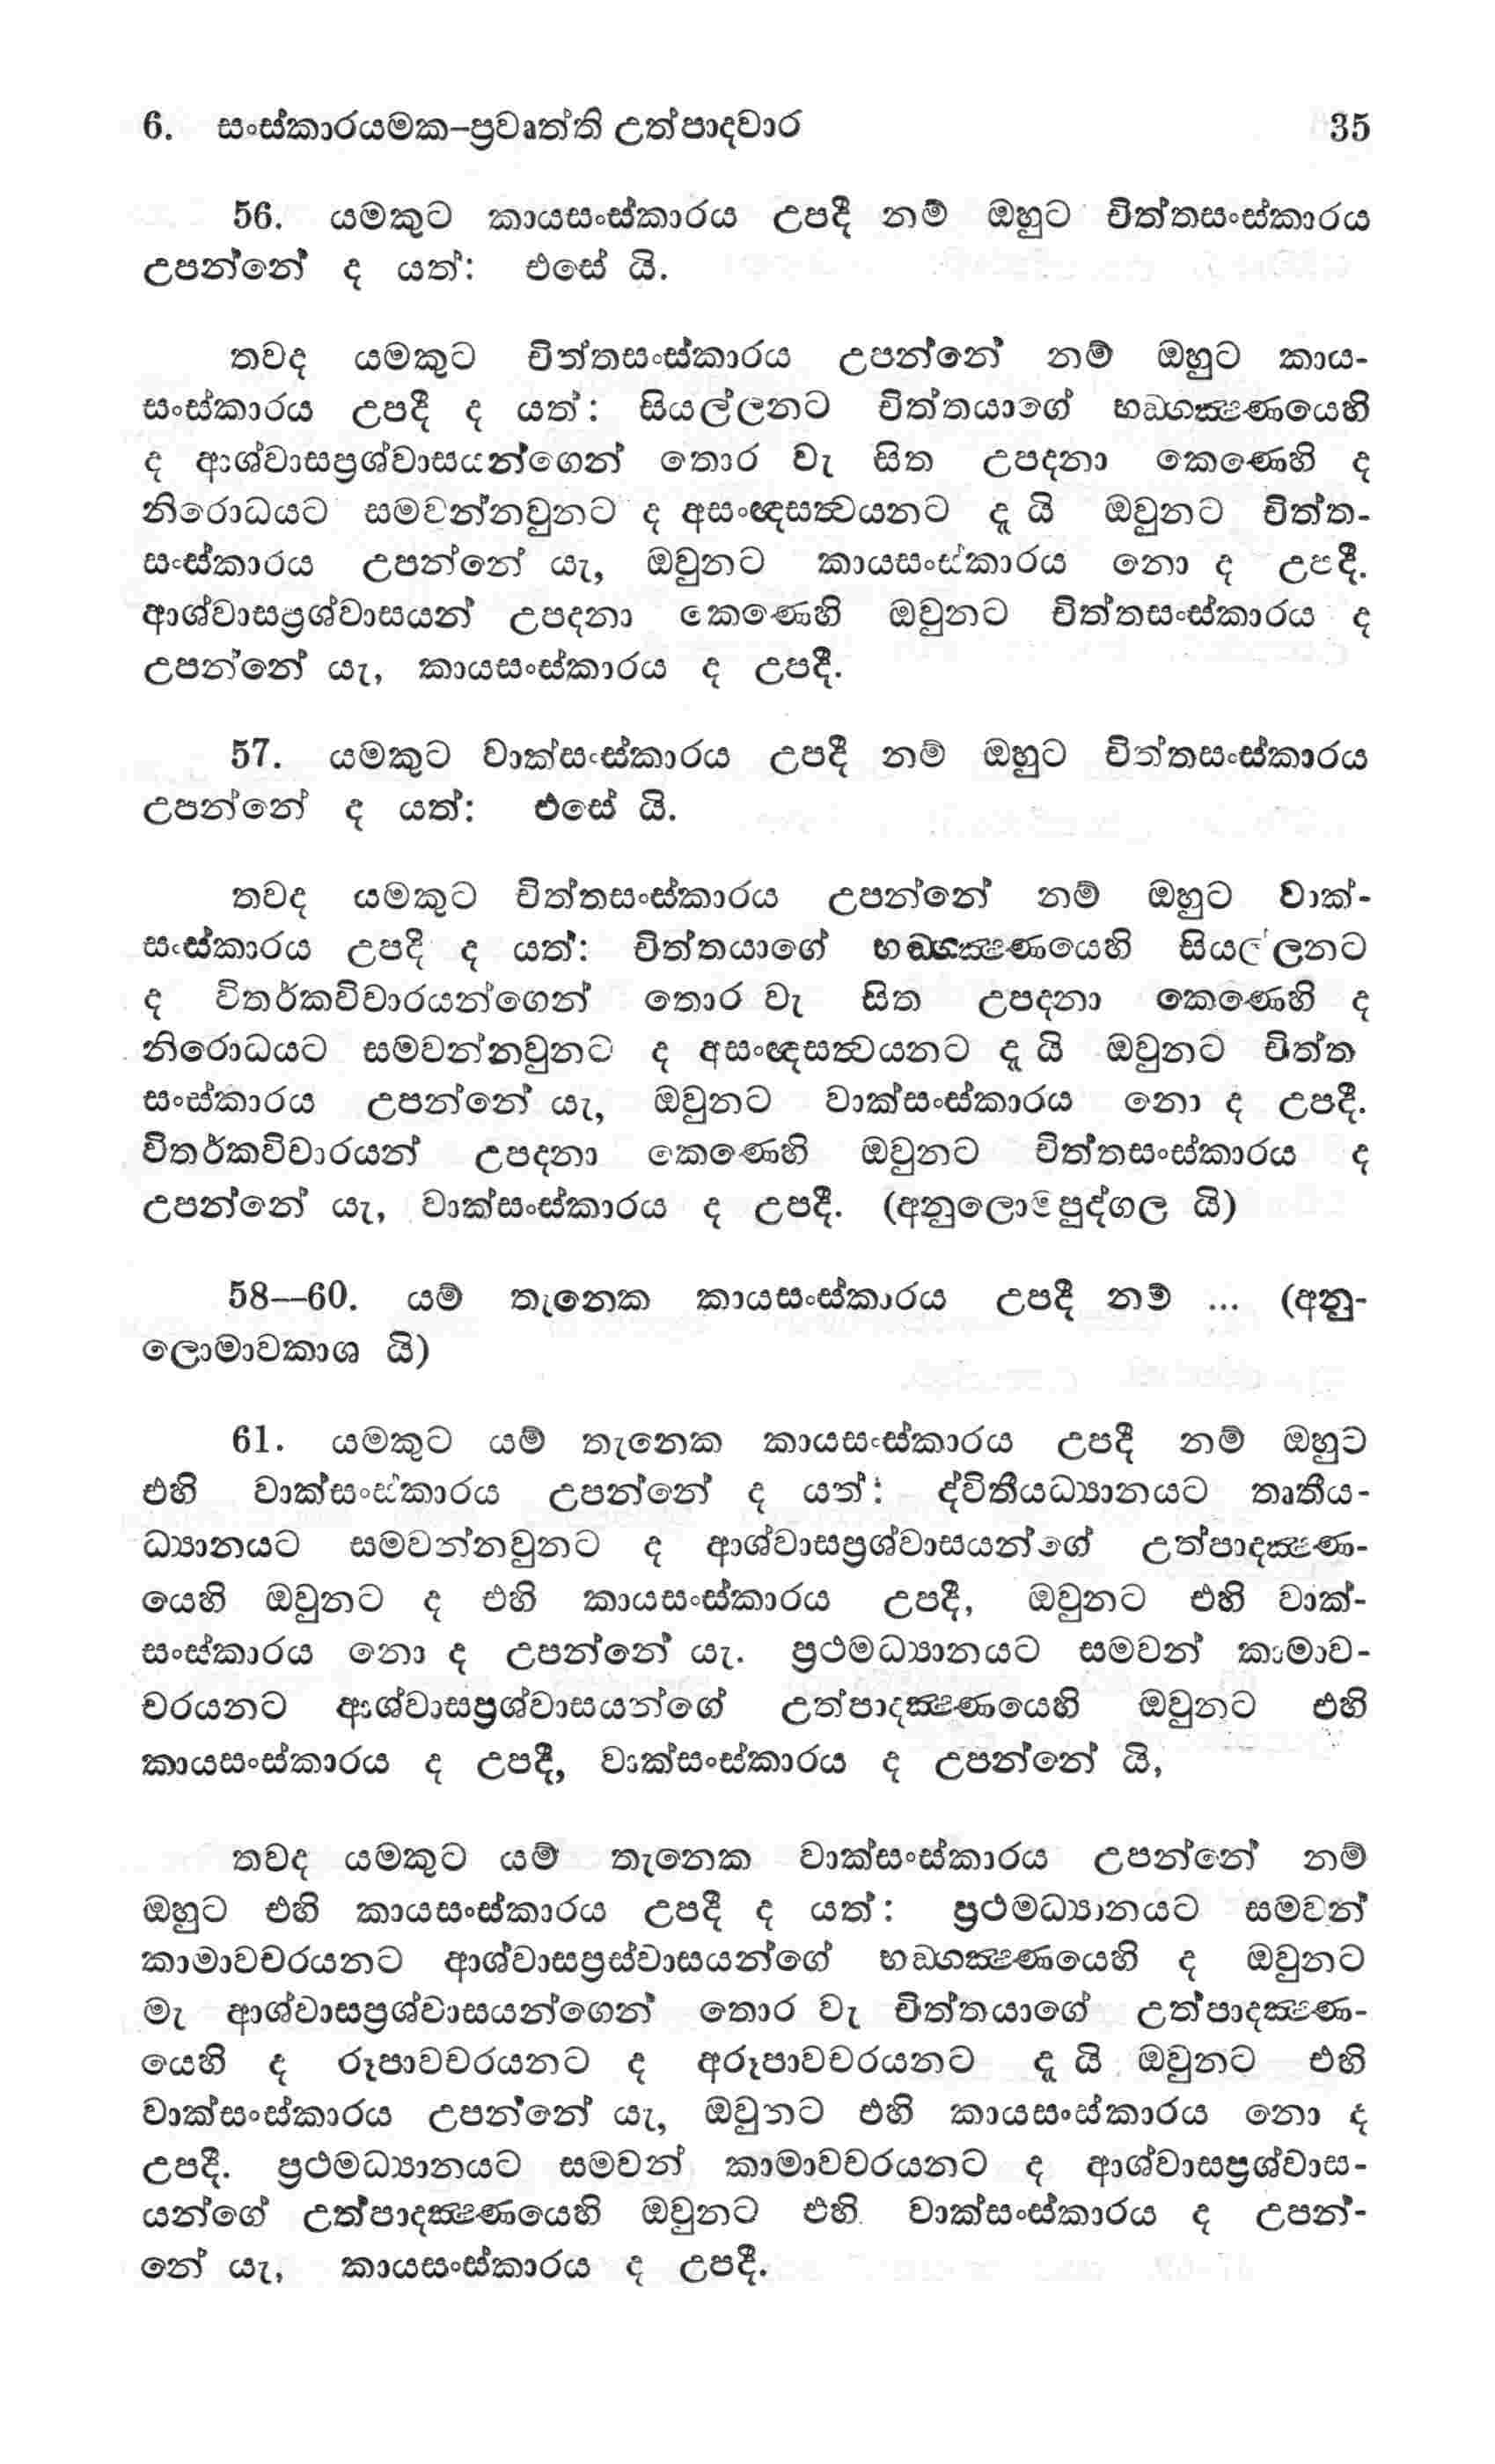 6. සංස්කාරයමක–ප්‍රවෘත්ති උත්පාදවාර 35
56. යමකුට කායසංස්කාරය උපදී නම් ඔහුට චිත්තසංස්කාරය
උපන්නේ ද යත්: එසේ යි.
තවද යමකුට චිත්තසංස්කාරය උපන්නේ නම් ඔහුට කාය-
සංස්කාරය උපදී ද යත්: සියල්ලනට චිත්තයාගේ භඞ්ගක්‍ෂණයෙහි
ද ආශ්වාසප්‍රශ්වාසයන්ගෙන් තොර වැ සිත උපදනා කෙණෙහි ද
නිරොධයට සමවන්නවුනට ද අසංඥසත්‍ත්‍වයනට දැ යි ඔවුනට චිත්ත-
සංස්කාරය උපන්නේ යැ, ඔවුනට කායසංස්කාරය නො ද උපදී.
ආශ්වාසප්‍රශ්වාසයන් උපදනා කෙණෙහි ඔවුනට චිත්තසංස්කාරය ද
උපන්නේ යැ, කායසංස්කාරය ද උපදී.
57. යමකුට වාක්සංස්කාරය උපදී නම් ඔහුට චිත්තසංස්කාරය
උපන්නේ ද යත්: එසේ යි.
තවද යමකුට චිත්තසංස්කාරය උපන්නේ නම් ඔහුට වාක්-
සංස්කාරය උපදි ද යත්: චිත්තයාගේ භඞ්ගක්‍ෂණයෙහි සියල්ලනට
ද විතර්කවිචාරයන්ගෙන් තොර වැ සිත උපදනා කෙණෙහි ද
නිරොධයට සමවන්නවුනට ද අසංඥසත්‍ත්‍වයනට දැ යි ඔවුනට චිත්ත
සංස්කාරය උපන්නේ යැ, ඔවුනට වාක්සංස්කාරය නො ද උපදී.
විතර්කවිචාරයන් උපදනා කෙණෙහි ඔවුනට චිත්තසංස්කාරය ද
උපන්නේ යැ, වාක්සංස්කාරය ද උපදී. (අනුලොමපුද්ගල යි)
58—60. යම් තැනෙක කායසංස්කාරය උපදී නම් ... (අනු-
ලොමාවකාශ යි)
61. යමකුට යම් තැනෙක කායසංස්කාරය උපදී නම් ඔහුට
එහි වාක්සංස්කාරය උපන්නේ ද යත්: ද්විතීයධ්‍යානයට තෘතීය-
ධ්‍යානයට සමවන්නවුනට ද ආශ්වාසප්‍රශ්වාසයන්ගේ උත්පාදක්‍ෂණ-
යෙහි ඔවුනට ද එහි කායසංස්කාරය උපදී, ඔවුනට එහි වාක්-
සංස්කාරය නො ද උපන්නේ යැ. ප්‍රථමධ්‍යානයට සමවන් කාමාව-
චරයනට ආශ්වාසප්‍රශ්වාසයන්ගේ උත්පාදක්‍ෂණයෙහි ඔවුනට එහි
කායසංස්කාරය ද උපදී, වාක්සංස්කාරය ද උපන්නේ යි,
තවද යමකුට යම් තැනෙක වාක්සංස්කාරය උපන්නේ නම්
ඔහුට එහි කායසංස්කාරය උපදී ද යත්: ප්‍රථමධ්‍යානයට සමවන්
කාමාවචරයනට ආශ්වාසප්‍රස්වාසයන්ගේ භඞ්ගක්‍ෂණයෙහි ද ඔවුනට
මැ ආශ්වාසප්‍රශ්වාසයන්ගෙන් තොර වැ චිත්තයාගේ උත්පාදක්‍ෂණ-
යෙහි ද රූපාවචරයනට ද අරූපාවචරයනට දැ යි ඔවුනට එහි
වාක්සංස්කාරය උපන්නේ යැ, ඔවුනට එහි කායසංස්කාරය නො ද
උපදී. ප්‍රථමධ්‍යානයට සමවන් කාමාවචරයනට ද ආශ්වාසප්‍රශ්වාස-
යන්ගේ උත්පාදක්‍ෂණයෙහි ඔවුනට එහි වාක්සංස්කාරය ද උපන්-
නේ යැ, කායසංස්කාරය ද උපදී.